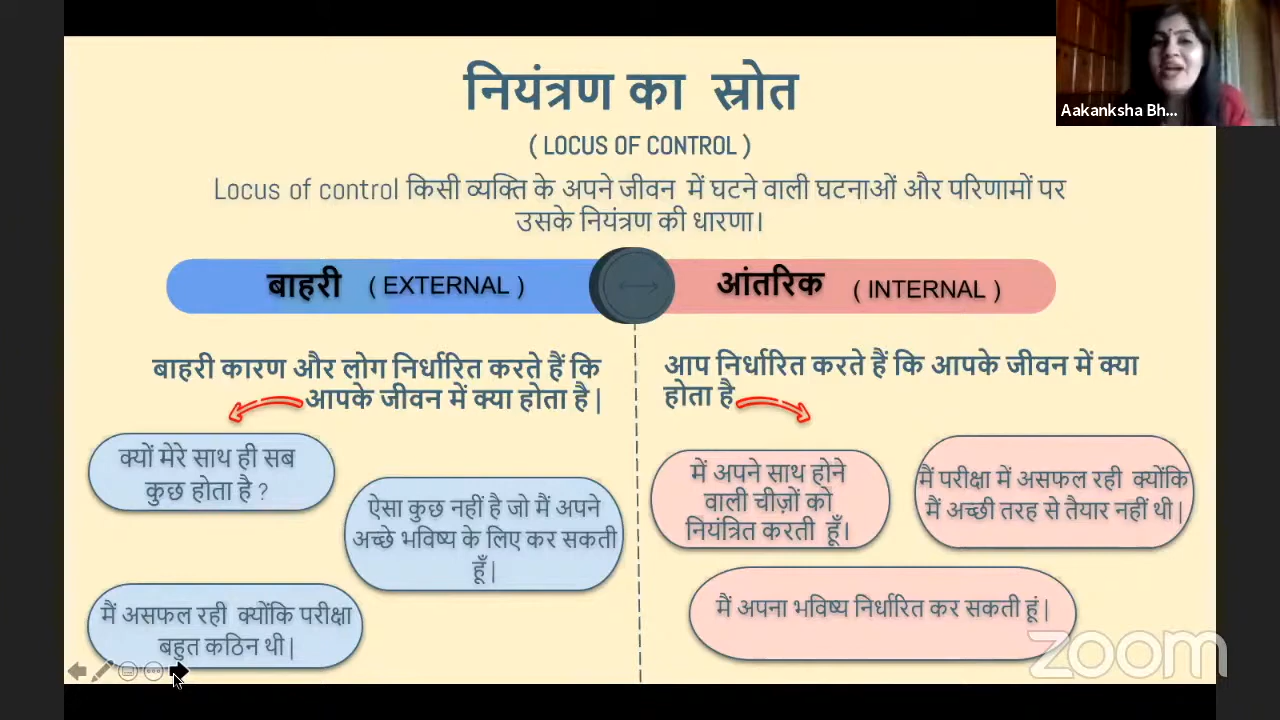 नियंत्रण का स्रोत
( LOCUS OF CONTROL )
Locus of control किसी व्यक्ति के अपने जीवन में घटने वाली घटनाओं और परिणामों पर
उसके नियंत्रण की धारणा।
बाहरी ( EXTERNAL )
आंतरिक ( INTERNAL )
बाहरी कारण और लोग निर्धारित करते हैं कि
आपके जीवन में क्या होता है |
क्यों मेरे साथ ही सब
कुछ होता है ?
ऐसा कुछ नहीं है जो मैं अपने
अच्छे भविष्य के लिए कर सकती
हूँ |
मैं असफल रही क्योंकि परीक्षा
बहुत कठिन थी |
आप निर्धारित करते हैं कि आपके जीवन में क्या
होता है
में अपने साथ होने
वाली चीज़ों को
नियंत्रित करती हूँ।
मैं परीक्षा में असफल रही क्योंकि
मैं अच्छी तरह से तैयार नहीं थी |
मैं अपना भविष्य निर्धारित कर सकती हूं |
Aakanksha Bh...
zoom